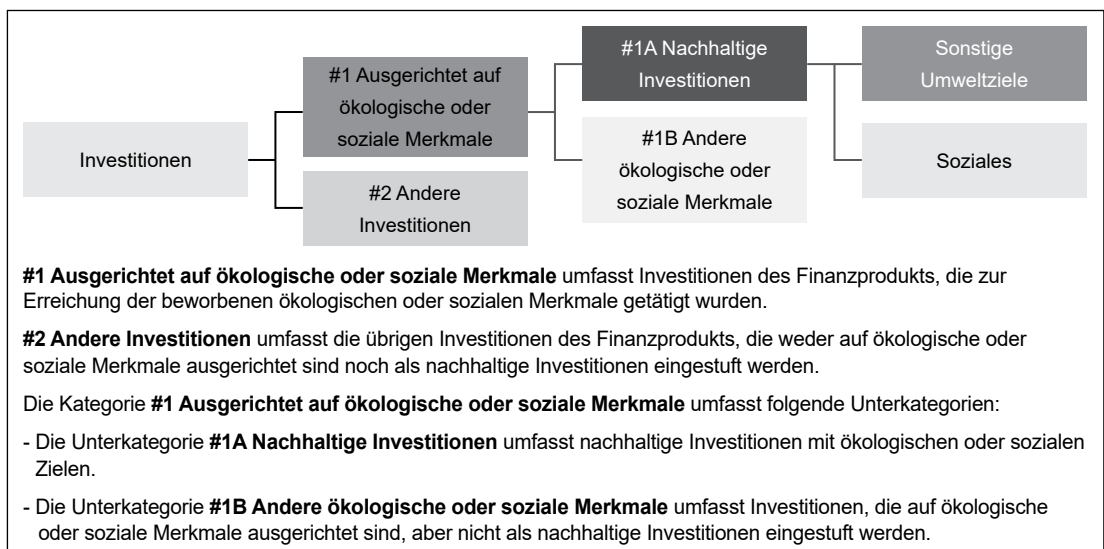 #1A Nachhaltige
Investitionen
Sonstige
Umweltziele
#1 Ausgerichtet auf
ökologische oder
soziale Merkmale
Investitionen
#1B Andere
ökologische oder
soziale Merkmale
Soziales
#2 Andere
Investitionen
#1 Ausgerichtet auf ökologische oder soziale Merkmale umfasst Investitionen des Finanzprodukts, die zur
Erreichung der beworbenen ökologischen oder sozialen Merkmale getätigt wurden.
#2 Andere Investitionen umfasst die übrigen Investitionen des Finanzprodukts, die weder auf ökologische oder
soziale Merkmale ausgerichtet sind noch als nachhaltige Investitionen eingestuft werden.
Die Kategorie #1 Ausgerichtet auf ökologische oder soziale Merkmale umfasst folgende Unterkategorien:
- Die Unterkategorie #1A Nachhaltige Investitionen umfasst nachhaltige Investitionen mit ökologischen oder sozialen
Zielen.
- Die Unterkategorie #1B Andere ökologische oder soziale Merkmale umfasst Investitionen, die auf ökologische
oder soziale Merkmale ausgerichtet sind, aber nicht als nachhaltige Investitionen eingestuft werden.